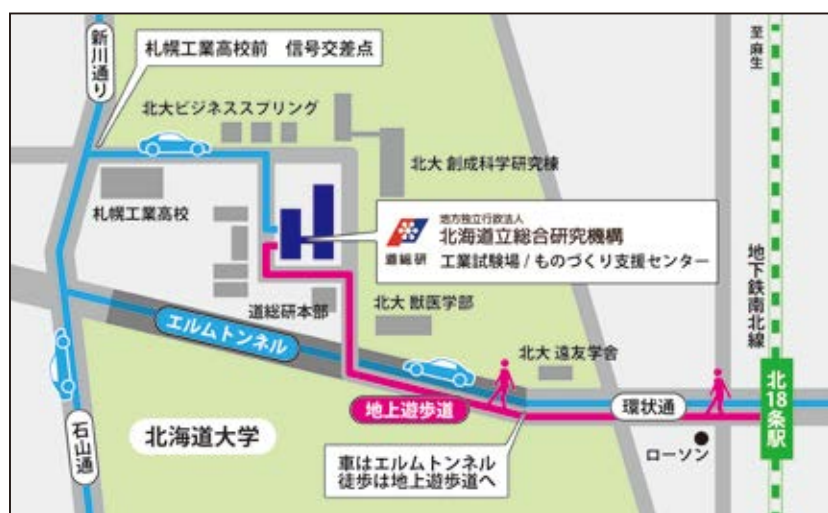 新川通り
札幌工業高校前　信号交差点
至麻生
北大ビジネススプリング
北大 創成科学研究棟
札幌工業高校
地方独立行政法人
北海道立総合研究機構
道総研
工業試験場/ものづくり支援センター
地下鉄南北線
道総研本部
北大 獣医学部
エルムトンネル
北大 遠友学舎
北18条駅
地上遊歩道
環状通
石山通
北海道大学
ローソン
車はエルムトンネル
徒歩は地上遊歩道へ